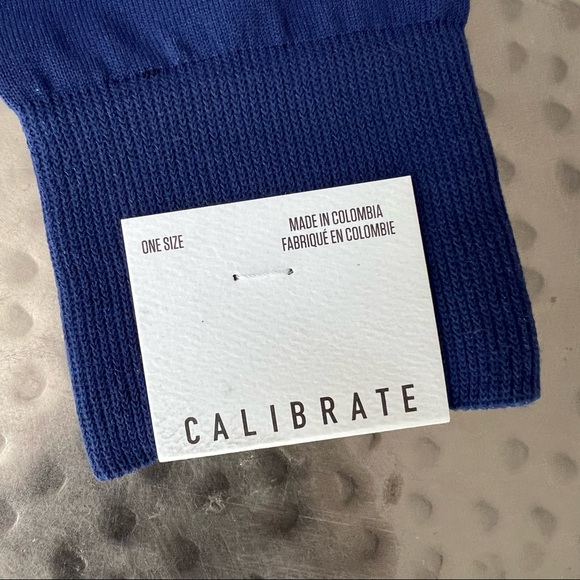 ONE SIZE
MADE IN COLOMBIA
FABRIQUÉ EN COLOMBIE
CALIBRATE